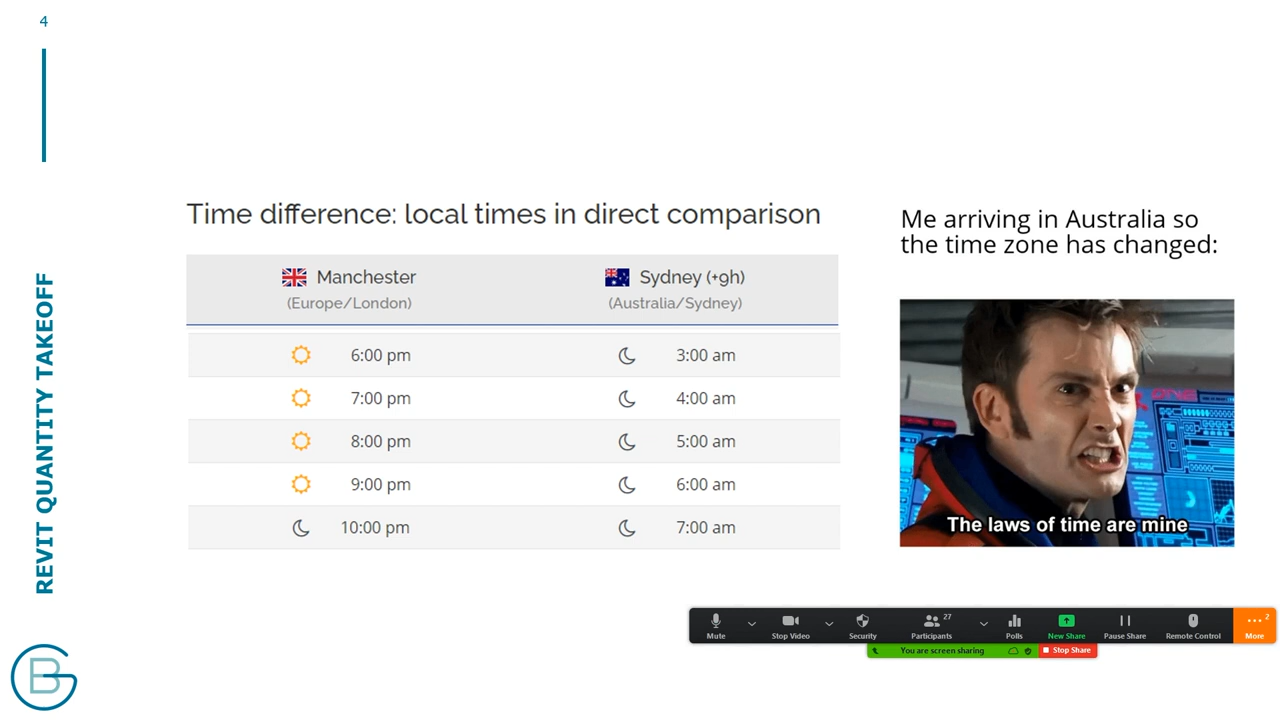 4
REVIT QUANTITY TAKEOFF
Time difference: local times in direct comparison
Manchester
(Europe/London)
Sydney (+9h)
(Australia/Sydney)
6:00 pm
3:00 am
7:00 pm
4:00 am
8:00 pm
5:00 am
9:00 pm
6:00 am
10:00 pm
7:00 am
Me arriving in Australia so
the time zone has changed:
The laws of time are mine
Mute
Stop Video
Security
27
Participants
Polls
New Share
Pause Share
Remote Control
2
More
You are screen sharing
Stop Share